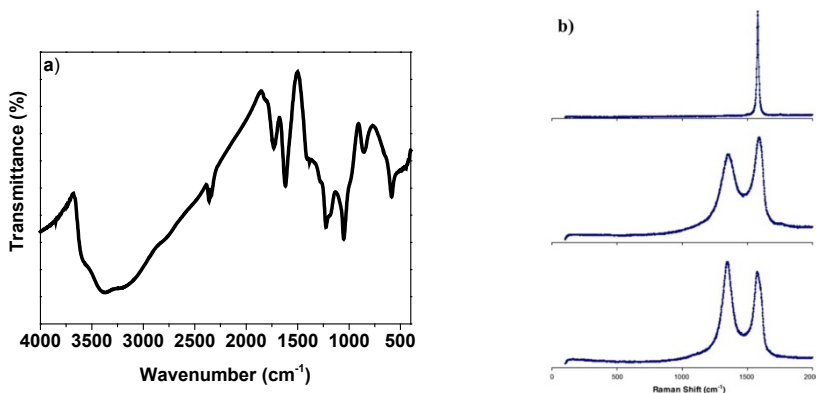 a)
Transmittance (%)
4000 3500 3000 2500 2000 1500 1000 500
Wavenumber (cm⁻¹)
b)
0 500 1000 1500 2000
Raman Shift (cm⁻¹)